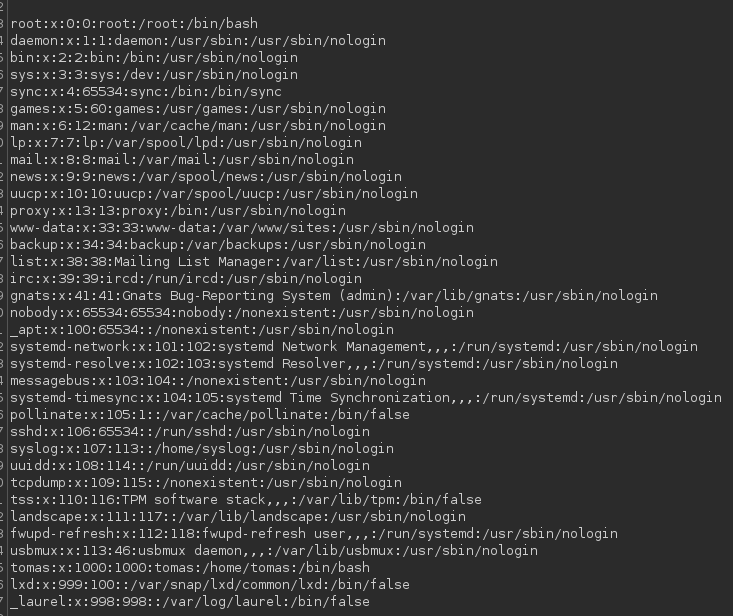 root:x:0:0:root:/root:/bin/bash
daemon:x:1:1:daemon:/usr/sbin:/usr/sbin/nologin
bin:x:2:2:bin:/bin:/usr/sbin/nologin
sys:x:3:3:sys:/dev:/usr/sbin/nologin
sync:x:4:65534:sync:/bin:/bin/sync
games:x:5:60:games:/usr/games:/usr/sbin/nologin
man:x:6:12:man:/var/cache/man:/usr/sbin/nologin
lp:x:7:7:lp:/var/spool/lpd:/usr/sbin/nologin
mail:x:8:8:mail:/var/mail:/usr/sbin/nologin
news:x:9:9:news:/var/spool/news:/usr/sbin/nologin
uucp:x:10:10:uucp:/var/spool/uucp:/usr/sbin/nologin
proxy:x:13:13:proxy:/bin:/usr/sbin/nologin
www-data:x:33:33:www-data:/var/www/sites:/usr/sbin/nologin
backup:x:34:34:backup:/var/backups:/usr/sbin/nologin
list:x:38:38:Mailing List Manager:/var/list:/usr/sbin/nologin
irc:x:39:39:ircd:/run/ircd:/usr/sbin/nologin
gnats:x:41:41:Gnats Bug-Reporting System (admin):/var/lib/gnats:/usr/sbin/nologin
nobody:x:65534:65534:nobody:/nonexistent:/usr/sbin/nologin
_apt:x:100:65534::/nonexistent:/usr/sbin/nologin
systemd-network:x:101:102:systemd Network Management,,,:/run/systemd:/usr/sbin/nologin
systemd-resolve:x:102:103:systemd Resolver,,,:/run/systemd:/usr/sbin/nologin
messagebus:x:103:104::/nonexistent:/usr/sbin/nologin
systemd-timesync:x:104:105:systemd Time Synchronization,,,:/run/systemd:/usr/sbin/nologin
pollinate:x:105:1::/var/cache/pollinate:/bin/false
sshd:x:106:65534::/run/sshd:/usr/sbin/nologin
syslog:x:107:113::/home/syslog:/usr/sbin/nologin
uuidd:x:108:114::/run/uuidd:/usr/sbin/nologin
tcpdump:x:109:115::/nonexistent:/usr/sbin/nologin
tss:x:110:116:TPM software stack,,,:/var/lib/tpm:/bin/false
landscape:x:111:117::/var/lib/landscape:/usr/sbin/nologin
fwupd-refresh:x:112:118:fwupd-refresh user,,,:/run/systemd:/usr/sbin/nologin
usbmux:x:113:46:usbmux daemon,,,:/var/lib/usbmux:/usr/sbin/nologin
tomas:x:1000:1000:tomas:/home/tomas:/bin/bash
lxd:x:999:100::/var/snap/lxd/common/lxd:/bin/false
_laurel:x:998:998::/var/log/laurel:/bin/false